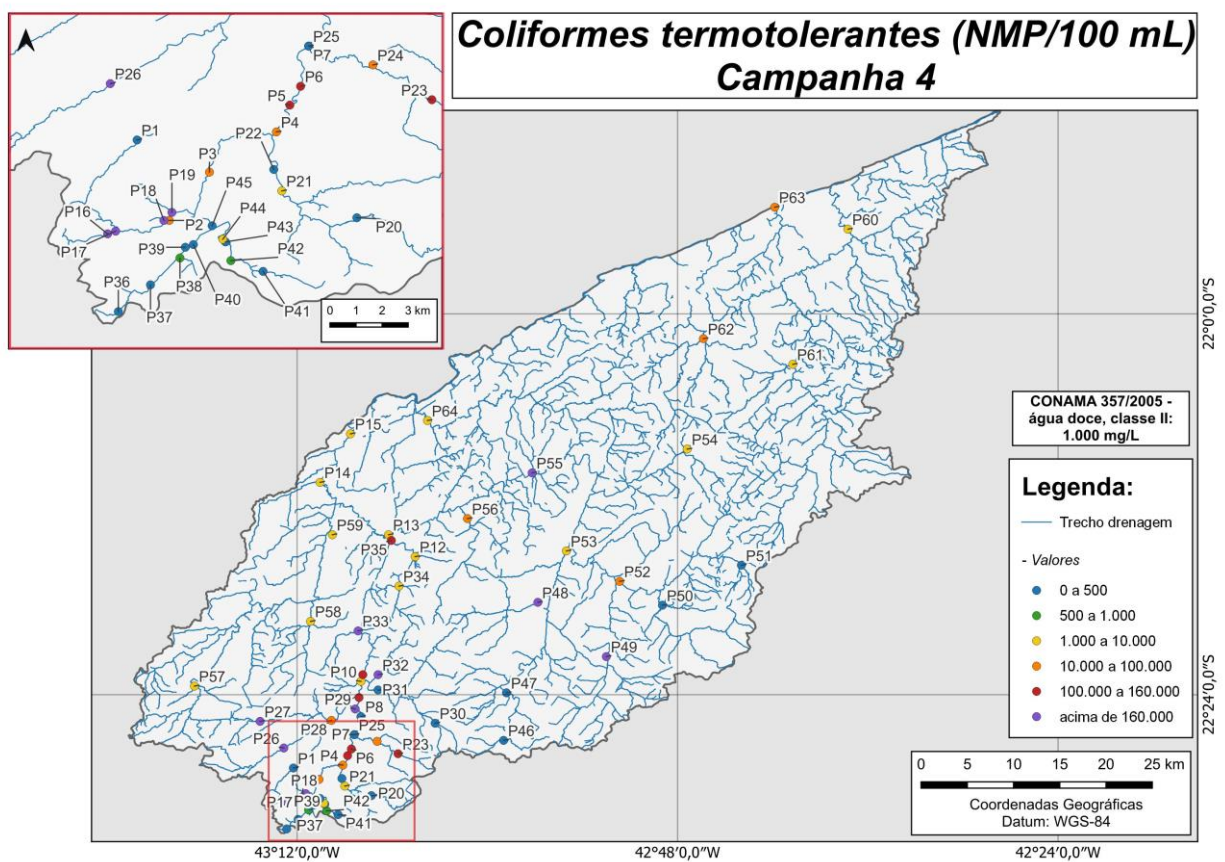 Coliformes termotolerantes (NMP/100 mL)
Campanha 4
P25
P7
P24
P26
P6
P23
P5
P4
P1
P22
P3
P21
P19
P45
P18
P44
P16
P2
P43
P20
P17
P39
P42
P36
P38
P40
P37
P41
0 1 2 3 km
P63
P60
22°0'0,0"S
P62
P61
CONAMA 357/2005 -
água doce, classe II:
1.000 mg/L
P64
P15
P54
P55
P14
P56
P59
P13
P35
P12
P53
P51
P34
P52
P48
P50
P58
P33
P49
P10
P32
P57
P31
P47
P29
P27
P8
P28
P30
P25
P7
P46
P26
P23
P4
P6
P1
P18
P21
P17
P39
P20
P42
P37
P41
Legenda:
Trecho drenagem
- Valores
0 a 500
500 a 1.000
1.000 a 10.000
10.000 a 100.000
100.000 a 160.000
acima de 160.000
22°24'0,0"S
0 5 10 15 20 25 km
Coordenadas Geográficas
Datum: WGS-84
43°12'0,0"W
42°48'0,0"W
42°24'0,0"W